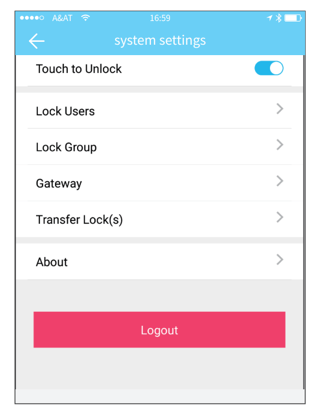 A&AT 16:59
system settings
Touch to Unlock
Lock Users
Lock Group
Gateway
Transfer Lock(s)
About
Logout